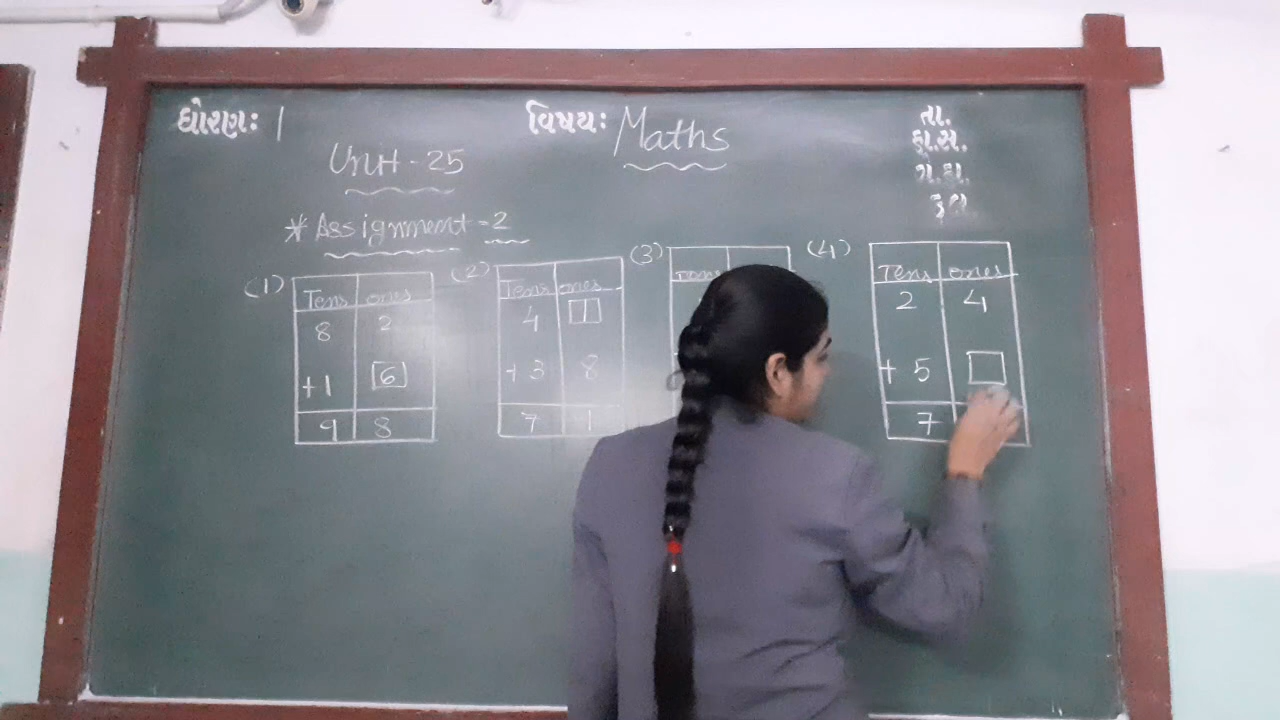 ધોરણ: 1
વિષય: Maths
તા.
Unit - 25
* Assignment - 2
(1)
Tens ones
8 2
+1 6
9 8
(2)
Tens ones
4 1
+3 8
7 1
(3)
Tens
(4)
Tens ones
2 4
+ 5
7